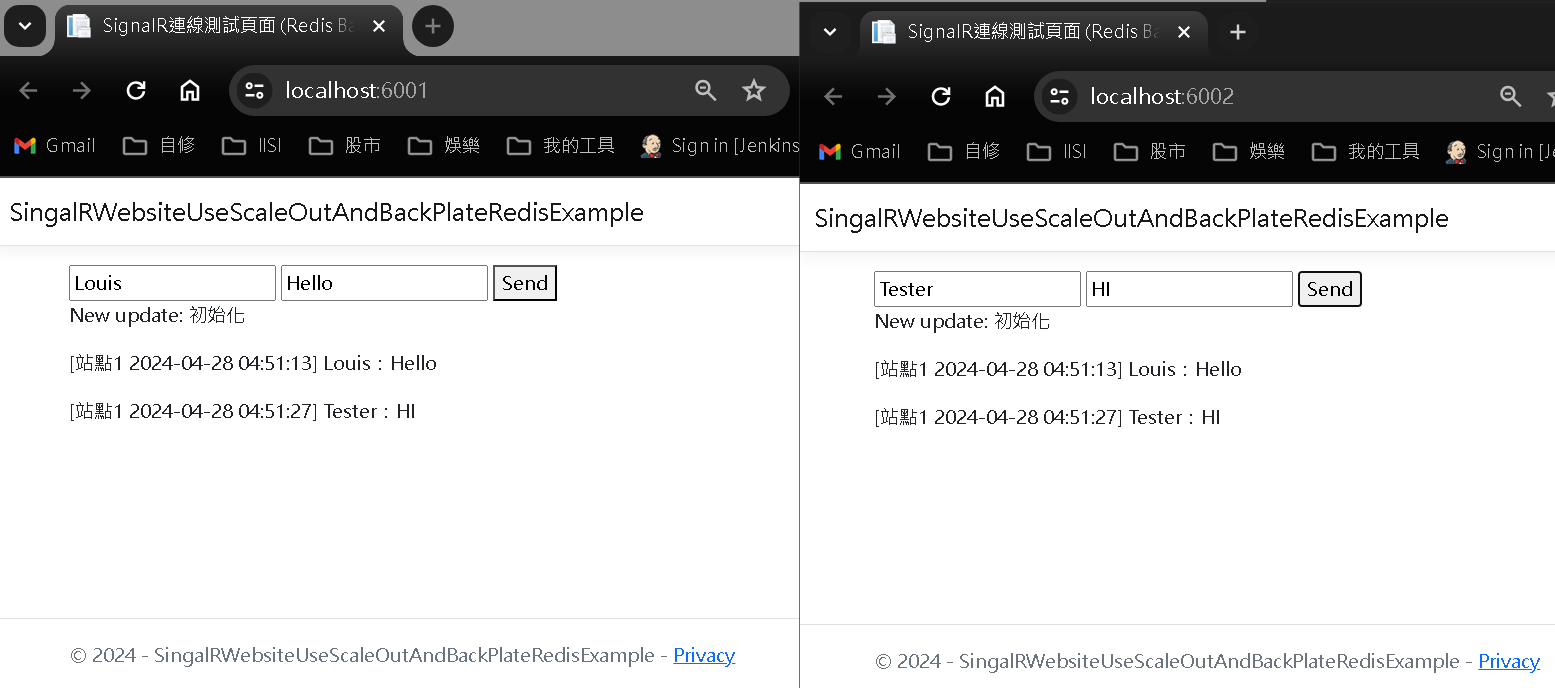 SignalR連線測試頁面 (Redis Ba
localhost:6001
Gmail 自修 IISI 股市 娛樂 我的工具 Sign in [Jenkins
SingalRWebsiteUseScaleOutAndBackPlateRedisExample
Louis Hello Send
New update: 初始化
[站點1 2024-04-28 04:51:13] Louis：Hello
[站點1 2024-04-28 04:51:27] Tester：HI
© 2024 - SingalRWebsiteUseScaleOutAndBackPlateRedisExample - Privacy
SignalR連線測試頁面 (Redis Ba
localhost:6002
Gmail 自修 IISI 股市 娛樂 我的工具 Sign in [Je
SingalRWebsiteUseScaleOutAndBackPlateRedisExample
Tester HI Send
New update: 初始化
[站點1 2024-04-28 04:51:13] Louis：Hello
[站點1 2024-04-28 04:51:27] Tester：HI
© 2024 - SingalRWebsiteUseScaleOutAndBackPlateRedisExample - Privacy